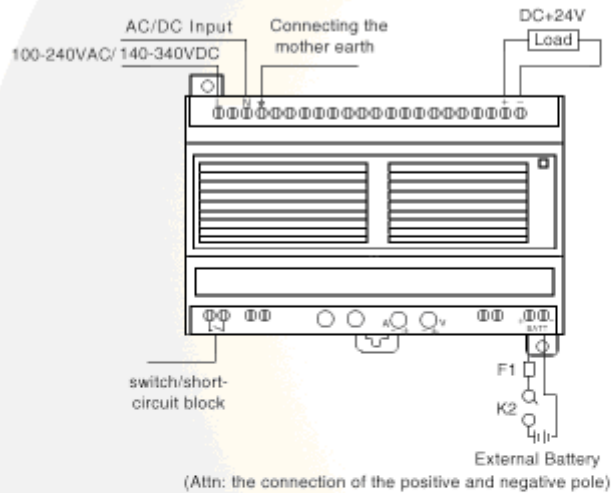 AC/DC Input
100-240VAC/ 140-340VDC
Connecting the
mother earth
DC+24V
Load
L N + −
A V
+ −
BATT
switch/short-
circuit block
F1
K2
External Battery
(Attn: the connection of the positive and negative pole)